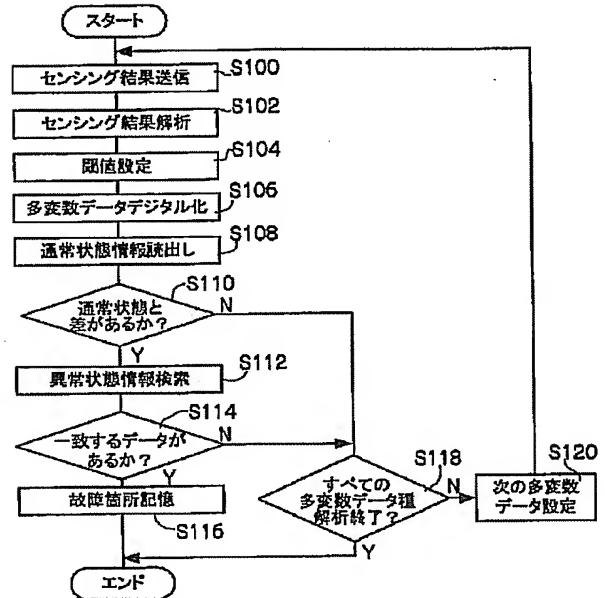 スタート
センシング結果送信
S100
センシング結果解析
S102
閾値設定
S104
多変数データデジタル化
S106
通常状態情報読出し
S108
通常状態と
差があるか?
S110
N
Y
異常状態情報検索
S112
一致するデータが
あるか?
S114
N
Y
故障箇所記憶
S116
すべての
多変数データ種
解析終了?
S118
N
Y
次の多変数
データ設定
S120
エンド